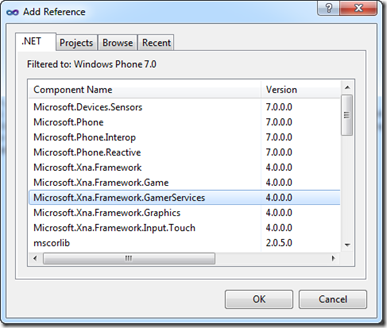 Add Reference
.NET Projects Browse Recent
Filtered to: Windows Phone 7.0
Component Name Version
Microsoft.Devices.Sensors 7.0.0.0
Microsoft.Phone 7.0.0.0
Microsoft.Phone.Interop 7.0.0.0
Microsoft.Phone.Reactive 7.0.0.0
Microsoft.Xna.Framework 4.0.0.0
Microsoft.Xna.Framework.Game 4.0.0.0
Microsoft.Xna.Framework.GamerServices 4.0.0.0
Microsoft.Xna.Framework.Graphics 4.0.0.0
Microsoft.Xna.Framework.Input.Touch 4.0.0.0
mscorlib 2.0.5.0
OK Cancel